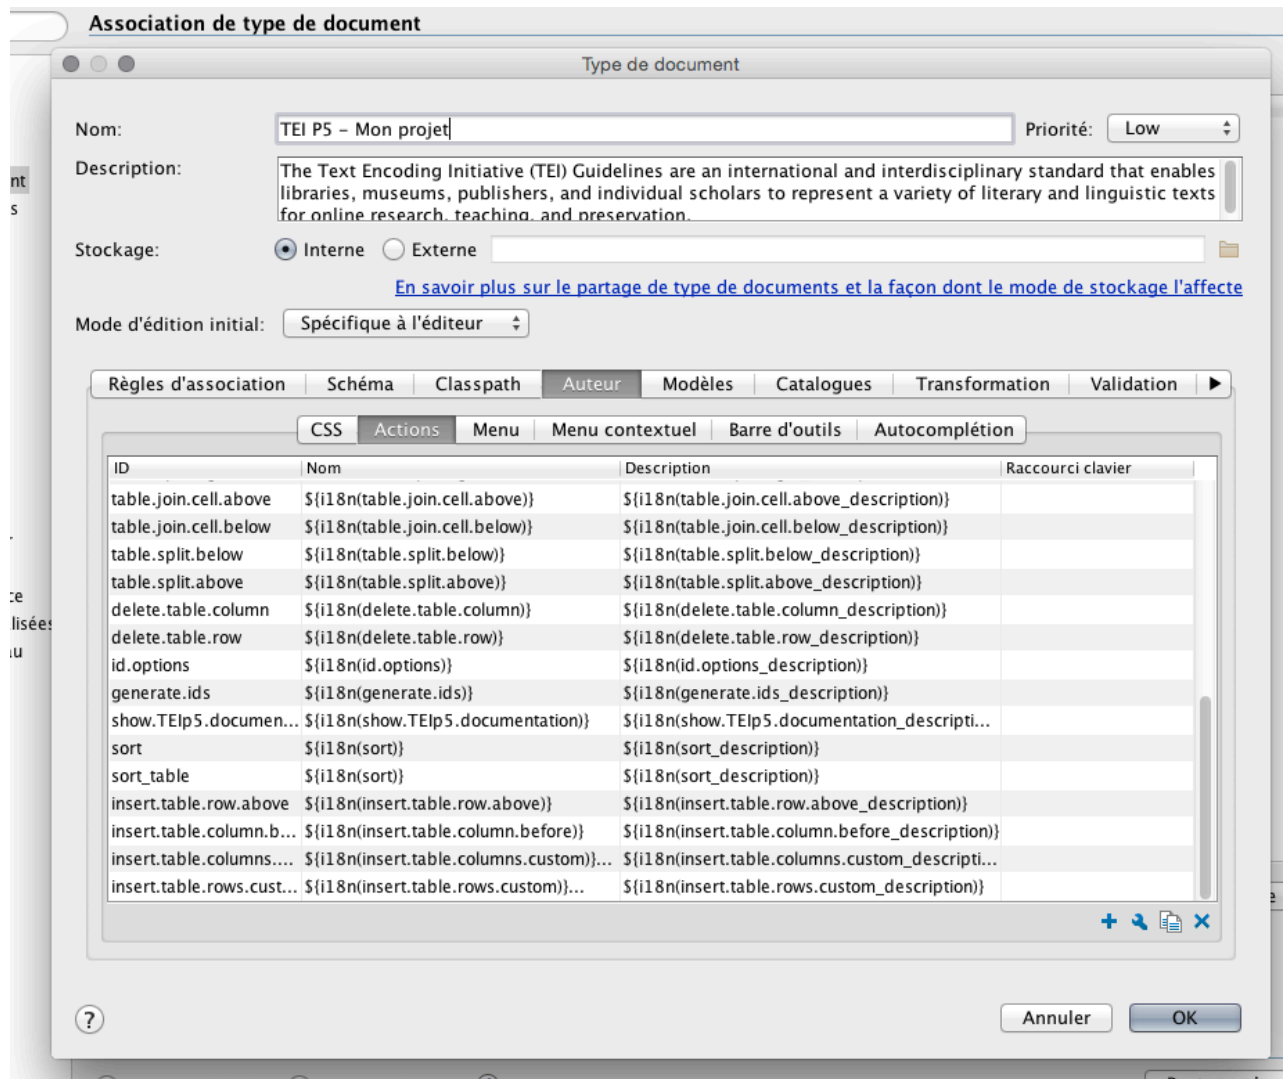 Association de type de document
Type de document
Nom:
TEI P5 – Mon projet
Priorité:
Low
Description:
The Text Encoding Initiative (TEI) Guidelines are an international and interdisciplinary standard that enables
libraries, museums, publishers, and individual scholars to represent a variety of literary and linguistic texts
for online research, teaching, and preservation.
Stockage:
Interne
Externe
En savoir plus sur le partage de type de documents et la façon dont le mode de stockage l'affecte
Mode d'édition initial:
Spécifique à l'éditeur
Règles d'association
Schéma
Classpath
Auteur
Modèles
Catalogues
Transformation
Validation
CSS
Actions
Menu
Menu contextuel
Barre d'outils
Autocomplétion
ID Nom Description Raccourci clavier
table.join.cell.above ${i18n(table.join.cell.above)} ${i18n(table.join.cell.above_description)}
table.join.cell.below ${i18n(table.join.cell.below)} ${i18n(table.join.cell.below_description)}
table.split.below ${i18n(table.split.below)} ${i18n(table.split.below_description)}
table.split.above ${i18n(table.split.above)} ${i18n(table.split.above_description)}
delete.table.column ${i18n(delete.table.column)} ${i18n(delete.table.column_description)}
delete.table.row ${i18n(delete.table.row)} ${i18n(delete.table.row_description)}
id.options ${i18n(id.options)} ${i18n(id.options_description)}
generate.ids ${i18n(generate.ids)} ${i18n(generate.ids_description)}
show.TEIp5.documen... ${i18n(show.TEIp5.documentation)} ${i18n(show.TEIp5.documentation_descripti...
sort ${i18n(sort)} ${i18n(sort_description)}
sort_table ${i18n(sort)} ${i18n(sort_description)}
insert.table.row.above ${i18n(insert.table.row.above)} ${i18n(insert.table.row.above_description)}
insert.table.column.b... ${i18n(insert.table.column.before)} ${i18n(insert.table.column.before_description)}
insert.table.columns.... ${i18n(insert.table.columns.custom)}... ${i18n(insert.table.columns.custom_descripti...
insert.table.rows.cust... ${i18n(insert.table.rows.custom)}... ${i18n(insert.table.rows.custom_description)}
?
Annuler
OK